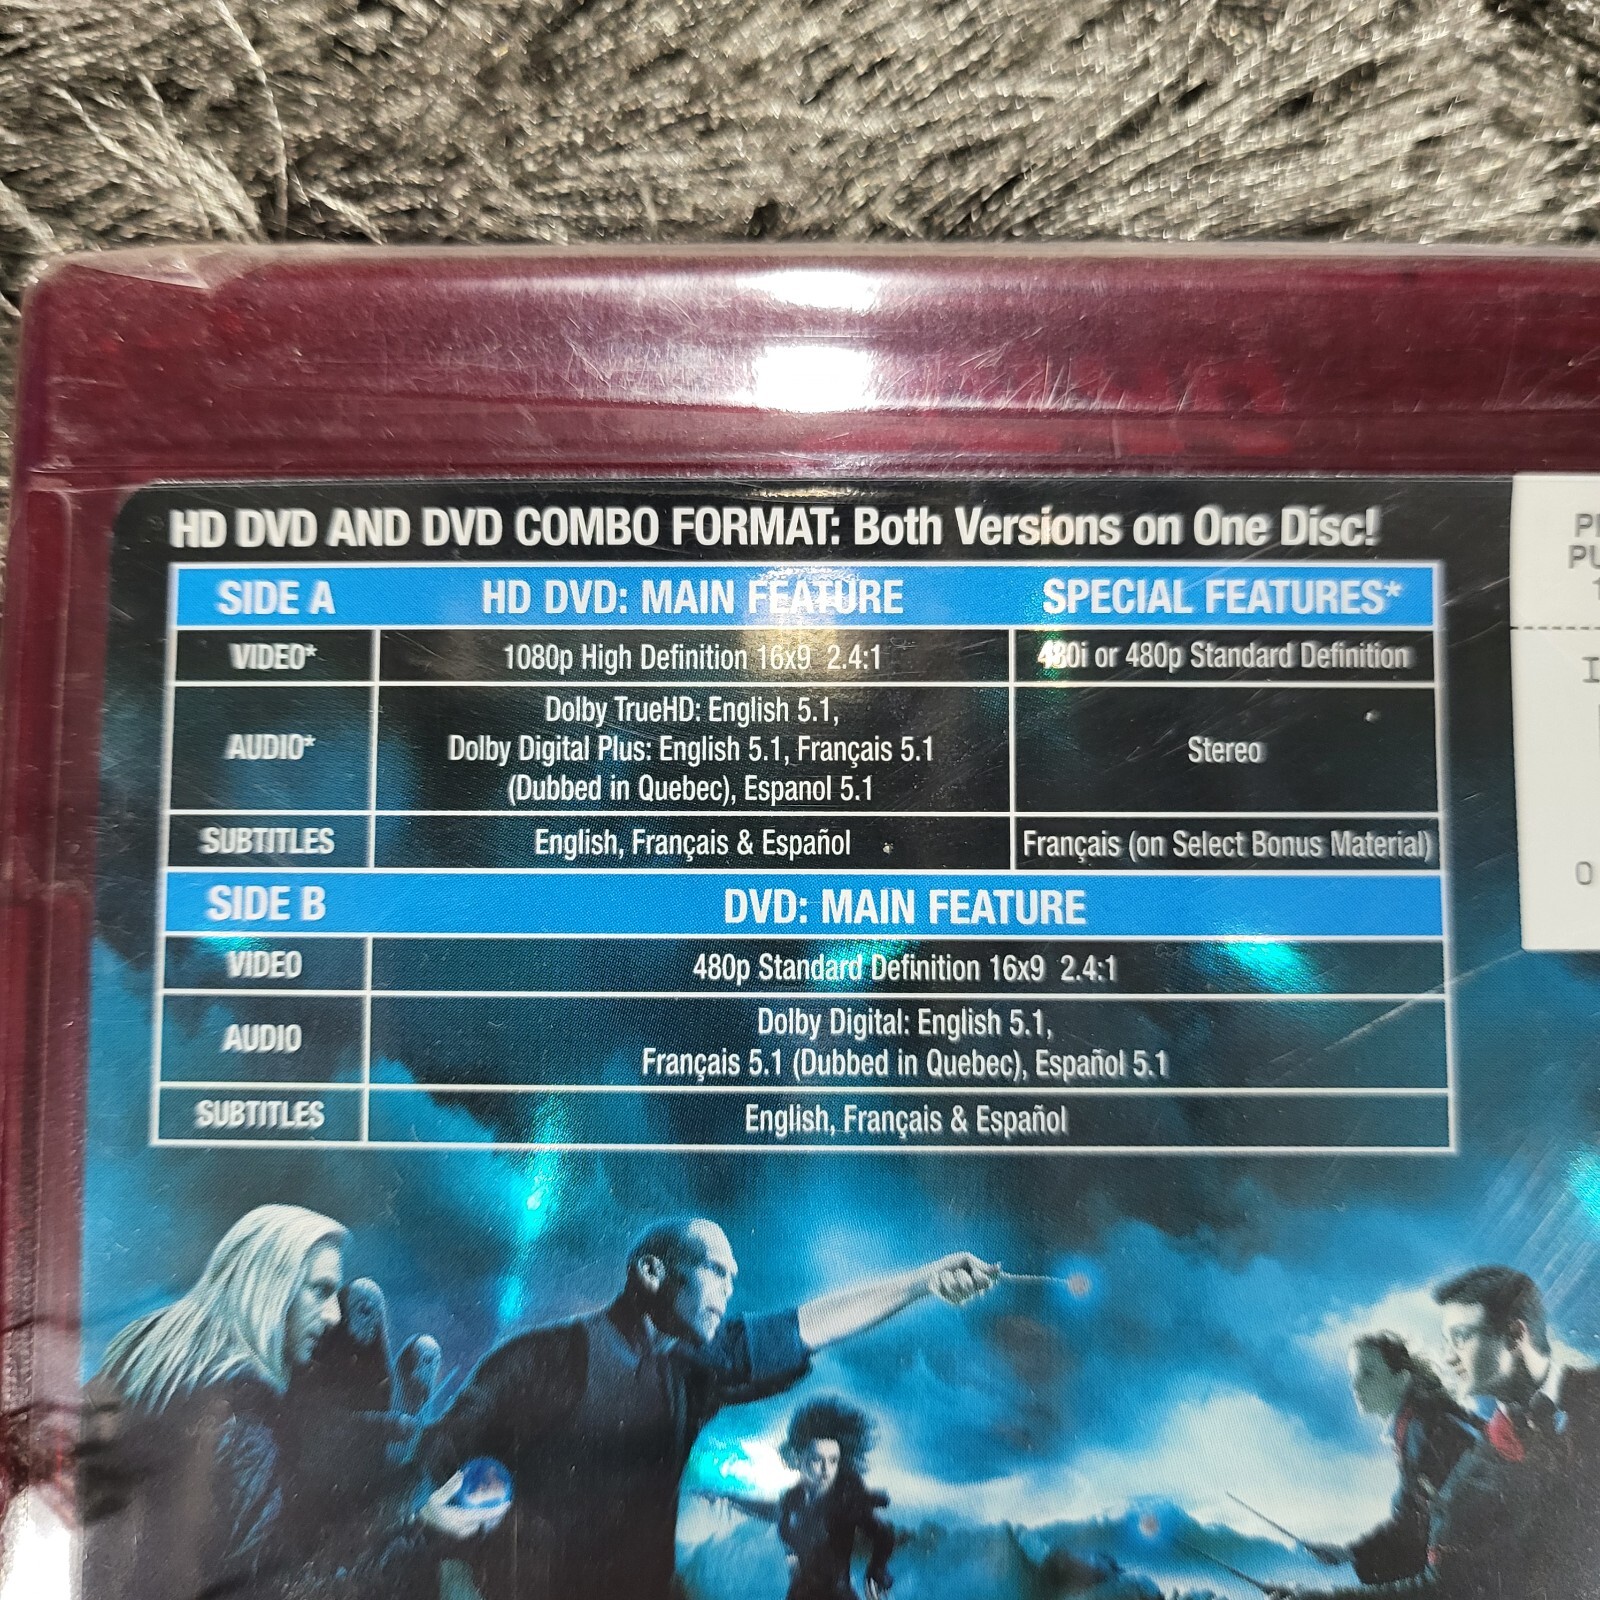 HD DVD AND DVD COMBO FORMAT: Both Versions on One Disc!
SIDE A HD DVD: MAIN FEATURE SPECIAL FEATURES*
VIDEO* 1080p High Definition 16x9 2.4:1 480i or 480p Standard Definition
AUDIO* Dolby TrueHD: English 5.1,
Dolby Digital Plus: English 5.1, Français 5.1
(Dubbed in Quebec), Espanol 5.1
Stereo
SUBTITLES English, Français & Español Français (on Select Bonus Material)
SIDE B DVD: MAIN FEATURE
VIDEO 480p Standard Definition 16x9 2.4:1
AUDIO Dolby Digital: English 5.1,
Français 5.1 (Dubbed in Quebec), Español 5.1
SUBTITLES English, Français & Español